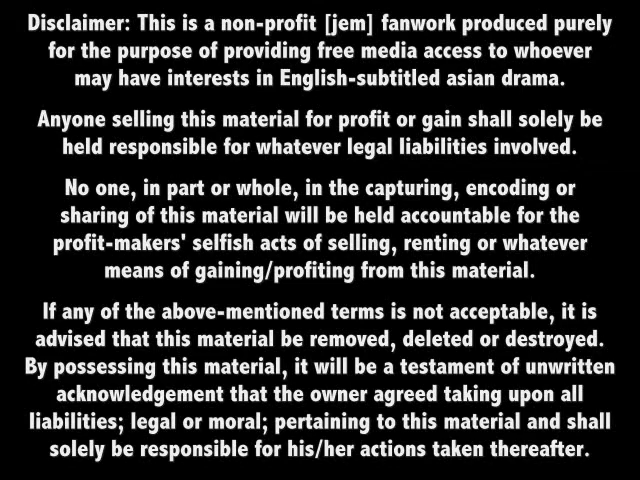 Disclaimer: This is a non-profit [jem] fanwork produced purely
for the purpose of providing free media access to whoever
may have interests in English-subtitled asian drama.
Anyone selling this material for profit or gain shall solely be
held responsible for whatever legal liabilities involved.
No one, in part or whole, in the capturing, encoding or
sharing of this material will be held accountable for the
profit-makers' selfish acts of selling, renting or whatever
means of gaining/profiting from this material.
If any of the above-mentioned terms is not acceptable, it is
advised that this material be removed, deleted or destroyed.
By possessing this material, it will be a testament of unwritten
acknowledgement that the owner agreed taking upon all
liabilities; legal or moral; pertaining to this material and shall
solely be responsible for his/her actions taken thereafter.